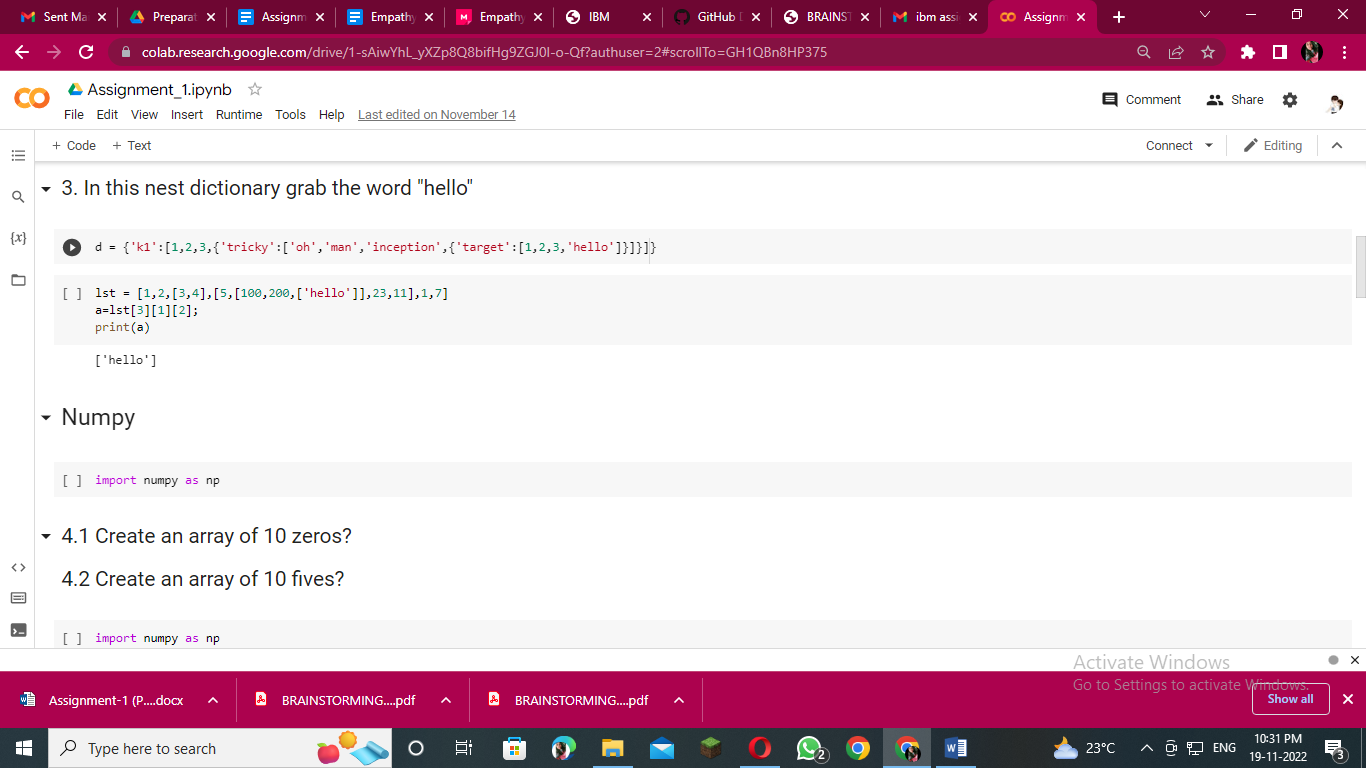 Sent Ma
Preparat
Assignm
Empathy
Empathy
IBM
GitHub
BRAINS
ibm assi
Assignm
colab.research.google.com/drive/1-sAiwYhL_yXZp8Q8bifHg9ZGJ0l-o-Qf?authuser=2#scrollTo=GH1QBn8HP375
Assignment_1.ipynb
Comment
Share
File Edit View Insert Runtime Tools Help Last edited on November 14
+ Code + Text
Connect
Editing
3. In this nest dictionary grab the word "hello"
d = {'k1':[1,2,3,{'tricky':['oh','man','inception',{'target':[1,2,3,'hello']}]}]}
[ ] lst = [1,2,[3,4],[5,[100,200,['hello']],23,11],1,7]
a=lst[3][1][2];
print(a)
['hello']
Numpy
[ ] import numpy as np
4.1 Create an array of 10 zeros?
4.2 Create an array of 10 fives?
[ ] import numpy as np
Activate Windows
Go to Settings to activate Windows.
Assignment-1 (P....docx
BRAINSTORMING....pdf
BRAINSTORMING....pdf
Show all
Type here to search
2
23°C
ENG
10:31 PM
19-11-2022
3